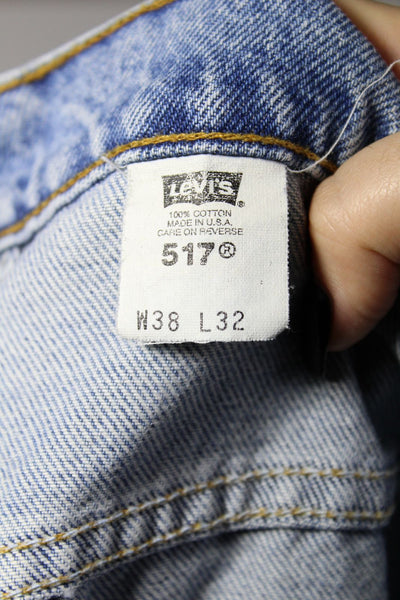 Levi's
100% COTTON
MADE IN U.S.A.
CARE ON REVERSE
517®
W38 L32